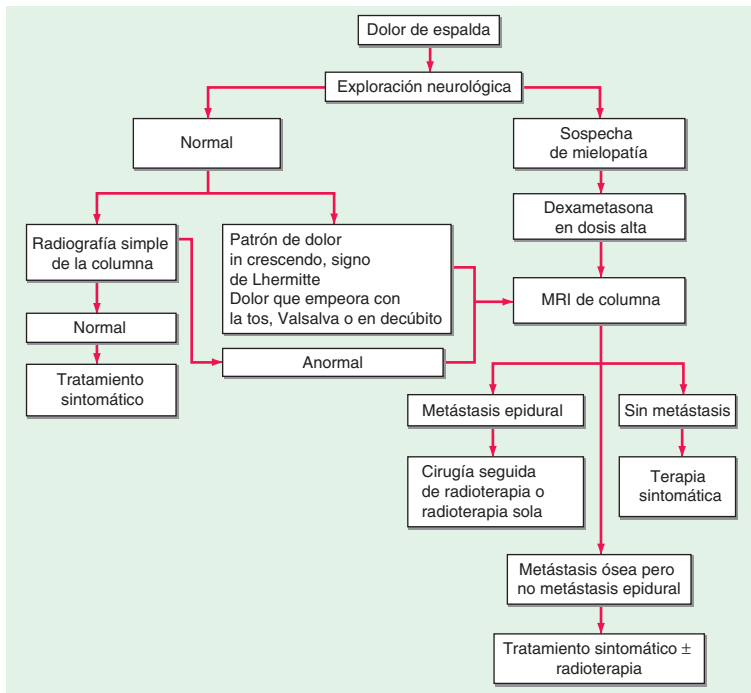 Dolor de espalda
Exploración neurológica
Normal
Sospecha
de mielopatía
Dexametasona
en dosis alta
Radiografía simple
de la columna
Patrón de dolor
in crescendo, signo
de Lhermitte
Dolor que empeora con
la tos, Valsalva o en decúbito
MRI de columna
Normal
Anormal
Tratamiento
sintomático
Metástasis epidural
Sin metástasis
Cirugía seguida
de radioterapia o
radioterapia sola
Terapia
sintomática
Metástasis ósea pero
no metástasis epidural
Tratamiento sintomático ±
radioterapia